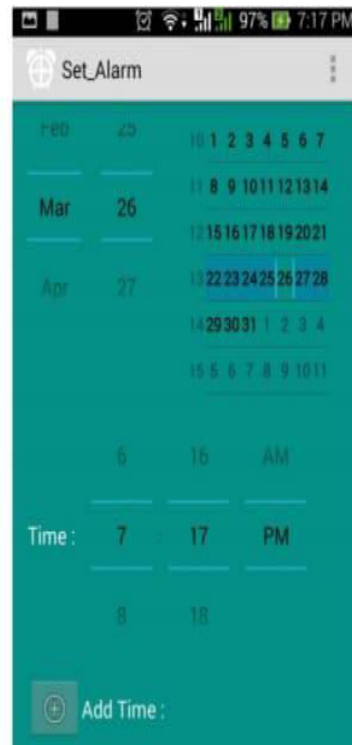 97% 7:17 PM
Set_Alarm
Feb 25
Mar 26
Apr 27
10 1 2 3 4 5 6 7
11 8 9 10 11 12 13 14
12 15 16 17 18 19 20 21
13 22 23 24 25 26 27 28
14 29 30 31 1 2 3 4
15 5 6 7 8 9 10 11
6 16 AM
Time : 7 : 17 PM
8 18
Add Time :